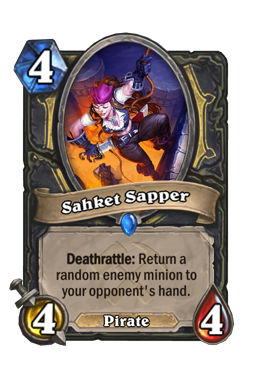 4
Sahket Sapper
Deathrattle: Return a
random enemy minion to
your opponent's hand.
4
Pirate
4